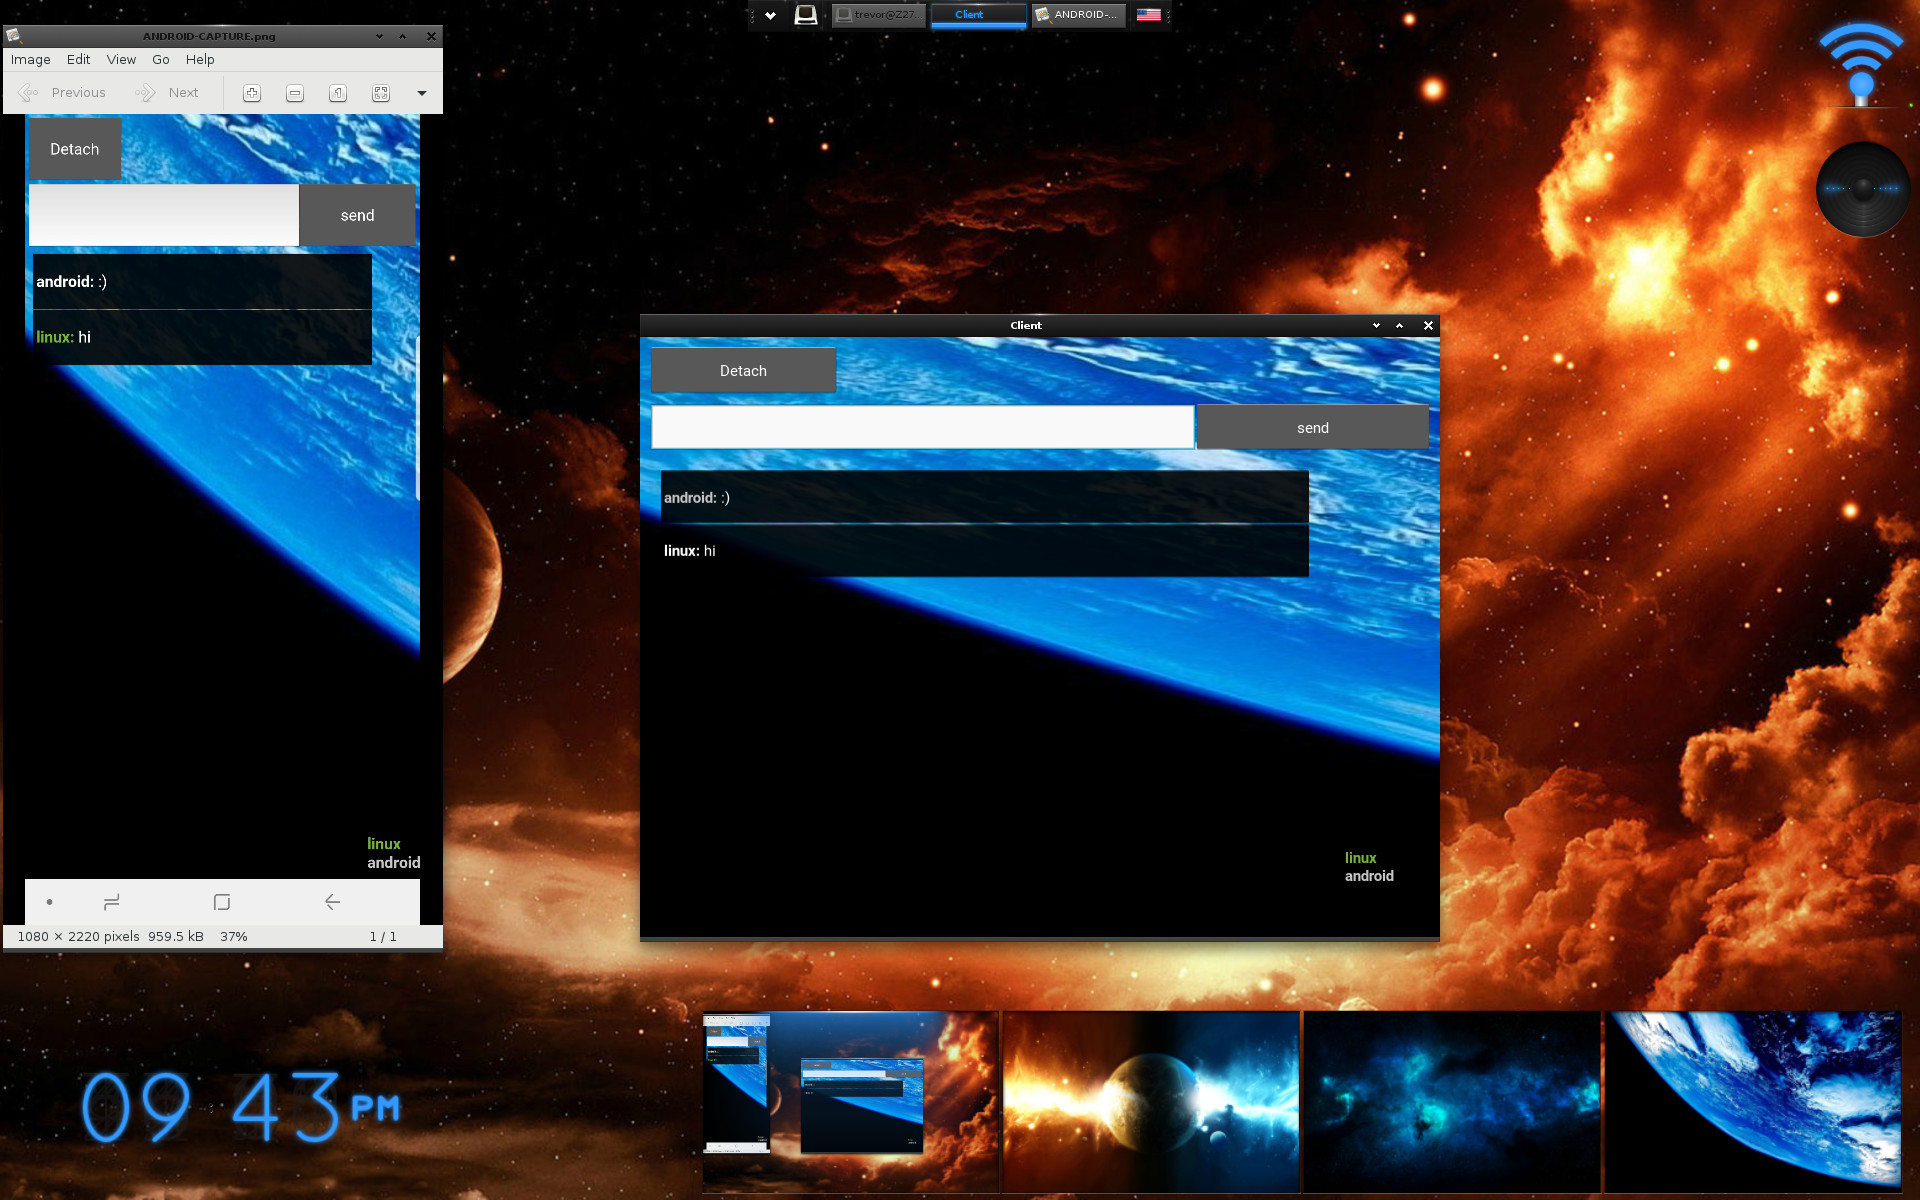 trevor@Z27...
Client
ANDROID-...
ANDROID-CAPTURE.png
Image Edit View Go Help
Previous Next
Detach
send
android: :)
linux: hi
linux
android
1080 × 2220 pixels 959.5 kB 37% 1 / 1
Client
Detach
send
android: :)
linux: hi
linux
android
09 43 PM